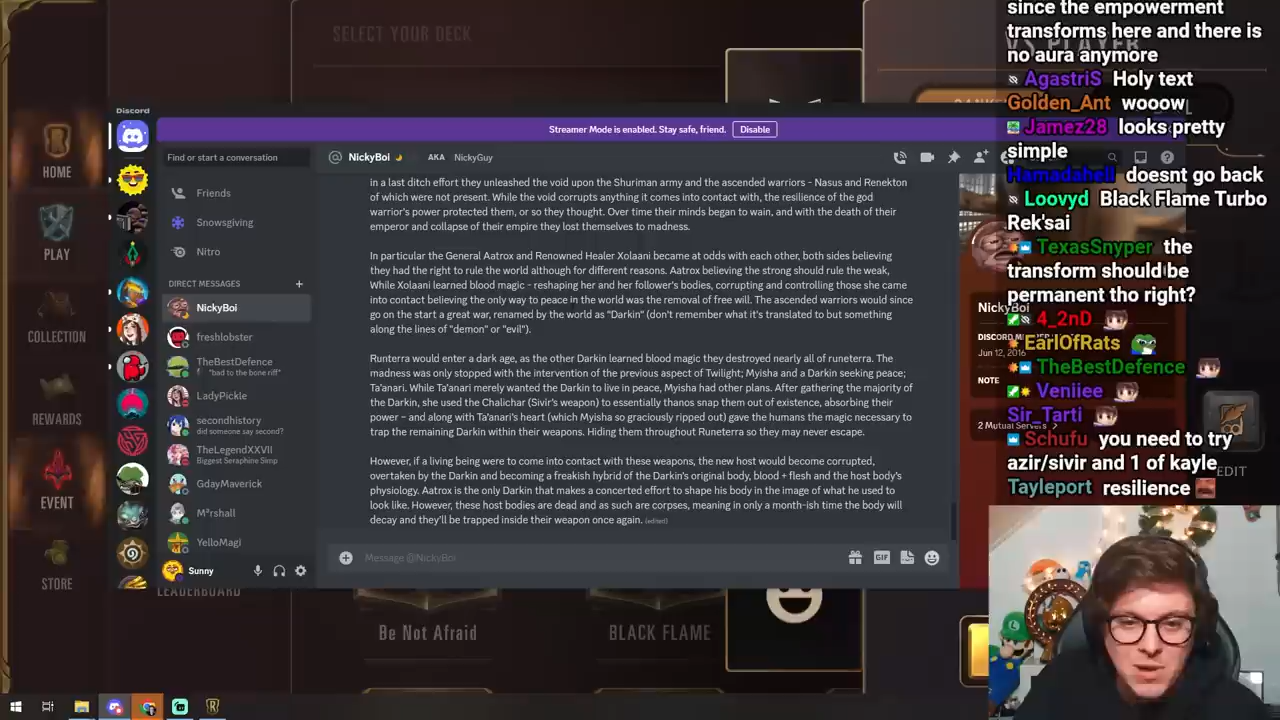 SELECT YOUR DECK
HOME
PLAY
COLLECTION
REWARDS
EVENT
STORE
Discord
Streamer Mode is enabled. Stay safe, friend.
Disable
Find or start a conversation
Friends
Snowsgiving
Nitro
DIRECT MESSAGES
NickyBoi
freshlobster
TheBestDefence
*bad to the bone riff*
LadyPickle
secondhistory
did someone say second?
TheLegendXXVII
Biggest Seraphine Simp
GdayMaverick
M²rshall
YelloMagi
Sunny
NickyBoi
AKA NickyGuy
In a last ditch effort they unleashed the void upon the Shuriman army and the ascended warriors - Nasus and Renekton
of which were not present. While the void corrupts anything it comes into contact with, the resilience of the god
warrior's power protected them, or so they thought. Over time their minds began to wain, and with the death of their
emperor and collapse of their empire they lost themselves to madness.
In particular the General Aatrox and Renowned Healer Xolaani became at odds with each other, both sides believing
they had the right to rule the world although for different reasons. Aatrox believing the strong should rule the weak,
While Xolaani learned blood magic - reshaping her and her follower's bodies, corrupting and controlling those she came
into contact believing the only way to peace in the world was the removal of free will. The ascended warriors would since
go on the start a great war, renamed by the world as "Darkin" (don't remember what it's translated to but something
along the lines of "demon" or "evil").
Runterra would enter a dark age, as the other Darkin learned blood magic they destroyed nearly all of runeterra. The
madness was only stopped with the intervention of the previous aspect of Twilight; Myisha and a Darkin seeking peace;
Ta'anari. While Ta'anari merely wanted the Darkin to live in peace, Myisha had other plans. After gathering the majority of
the Darkin, she used the Chalichar (Sivir's weapon) to essentially thanos snap them out of existence, absorbing their
power – and along with Ta'anari's heart (which Myisha so graciously ripped out) gave the humans the magic necessary to
trap the remaining Darkin within their weapons. Hiding them throughout Runeterra so they may never escape.
However, if a living being were to come into contact with these weapons, the new host would become corrupted,
overtaken by the Darkin and becoming a freakish hybrid of the Darkin's original body, blood + flesh and the host body's
physiology. Aatrox is the only Darkin that makes a concerted effort to shape his body in the image of what he used to
look like. However, these host bodies are dead and as such are corpses, meaning in only a month-ish time the body will
decay and they'll be trapped inside their weapon once again. (edited)
Message @NickyBoi
GIF
LEADERBOARD
Be Not Afraid
BLACK FLAME
NickyBoi
Jun 12, 2016
NOTE
2 Mutual Servers
EDIT
VS PLAYER
since the empowerment
transforms here and there is
no aura anymore
AgastriS Holy text
Golden_Ant wooow
Jamez28 looks pretty
simple
Hamadahell doesnt go back
Loovyd Black Flame Turbo
Rek'sai
TexasSnyper the
transform should be
permanent tho right?
4_2nD
EarlOfRats
TheBestDefence
Veniiee
Sir_Tarti
Schufu you need to try
azir/sivir and 1 of kayle
Tayleport resilience